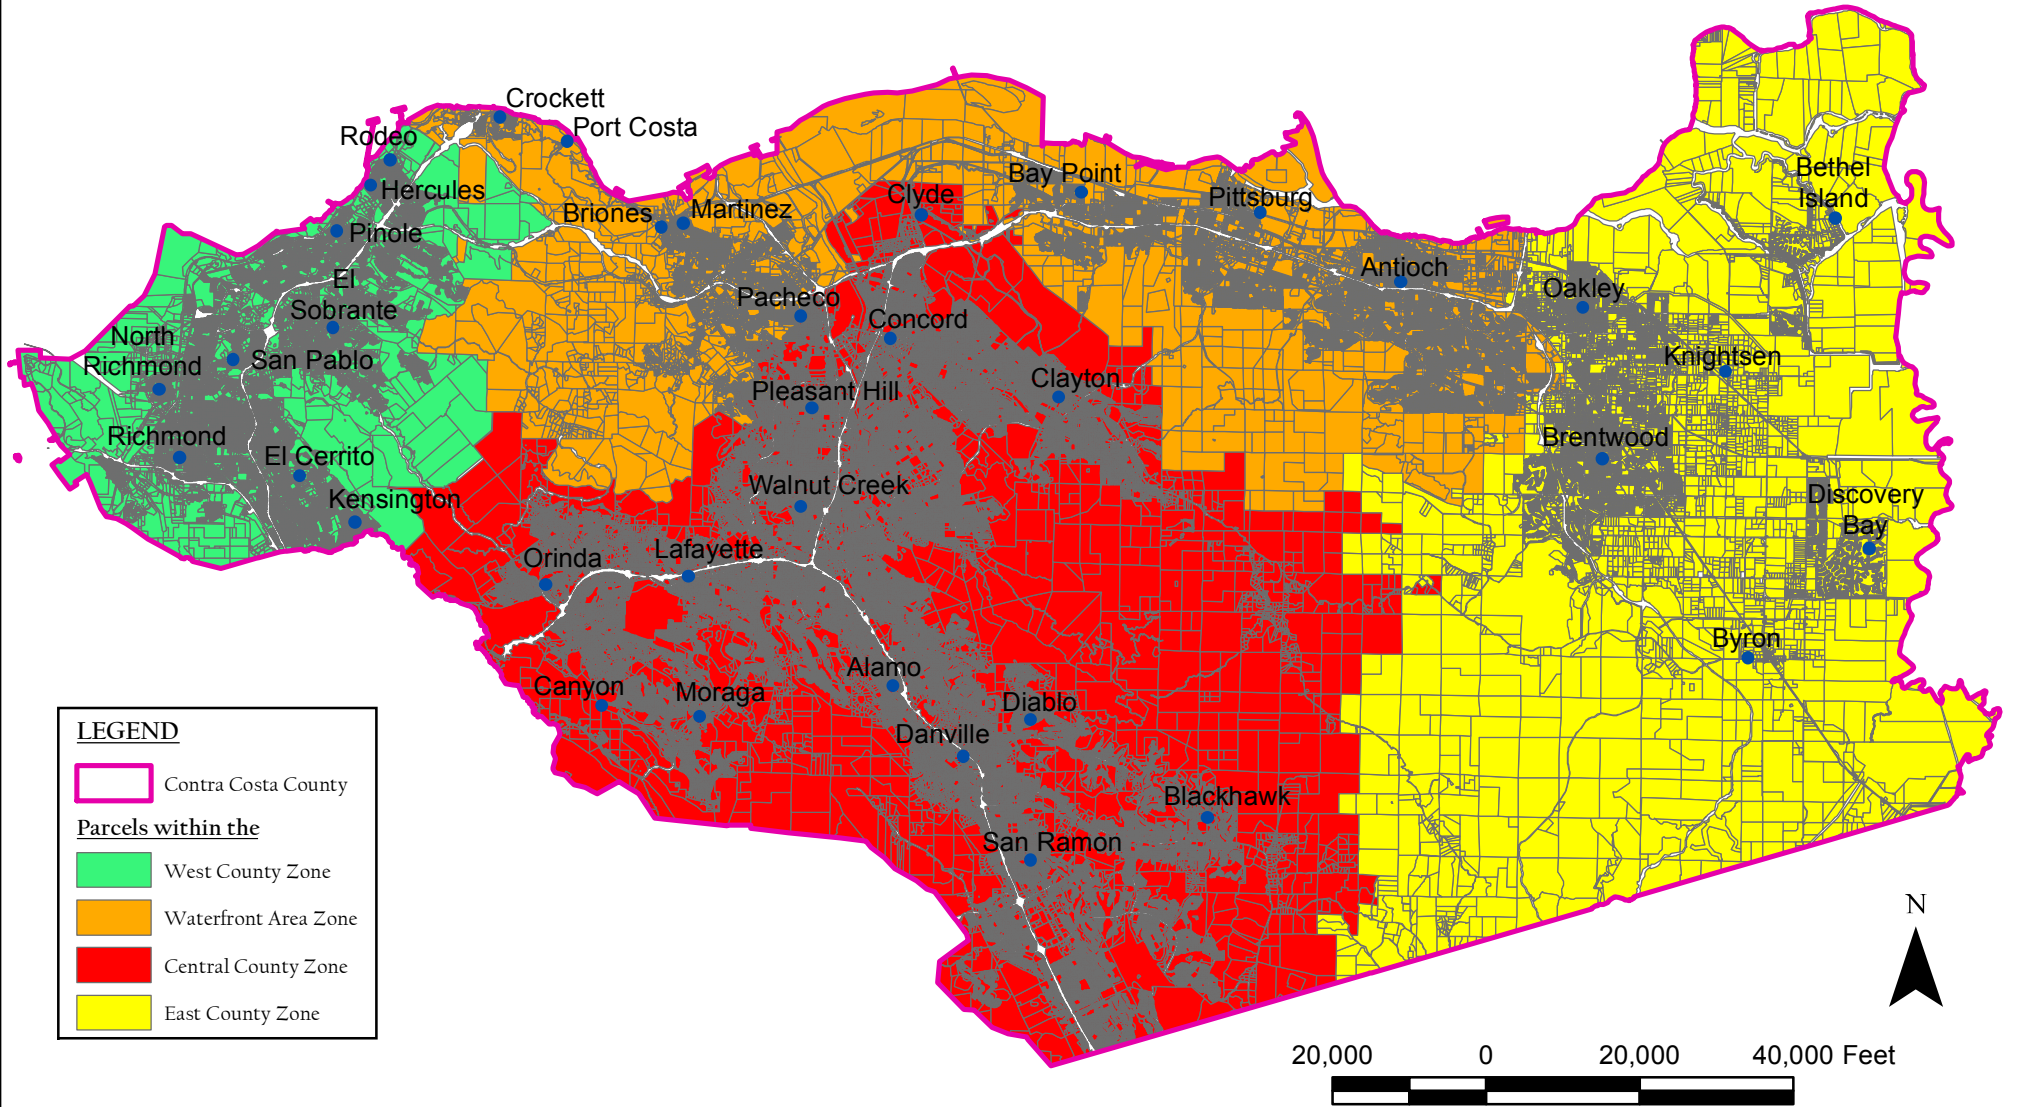 Crockett
Port Costa
Rodeo
Hercules
Pinole
El
Sobrante
North
Richmond
San Pablo
Richmond
El Cerrito
Kensington
Briones
Martinez
Clyde
Bay Point
Pittsburg
Antioch
Pacheco
Concord
Pleasant Hill
Clayton
Walnut Creek
Orinda
Lafayette
Canyon
Moraga
Alamo
Danville
Diablo
Blackhawk
San Ramon
Bethel
Island
Oakley
Knightsen
Brentwood
Discovery
Bay
Byron
LEGEND
Contra Costa County
Parcels within the
West County Zone
Waterfront Area Zone
Central County Zone
East County Zone
N
20,000 0 20,000 40,000 Feet